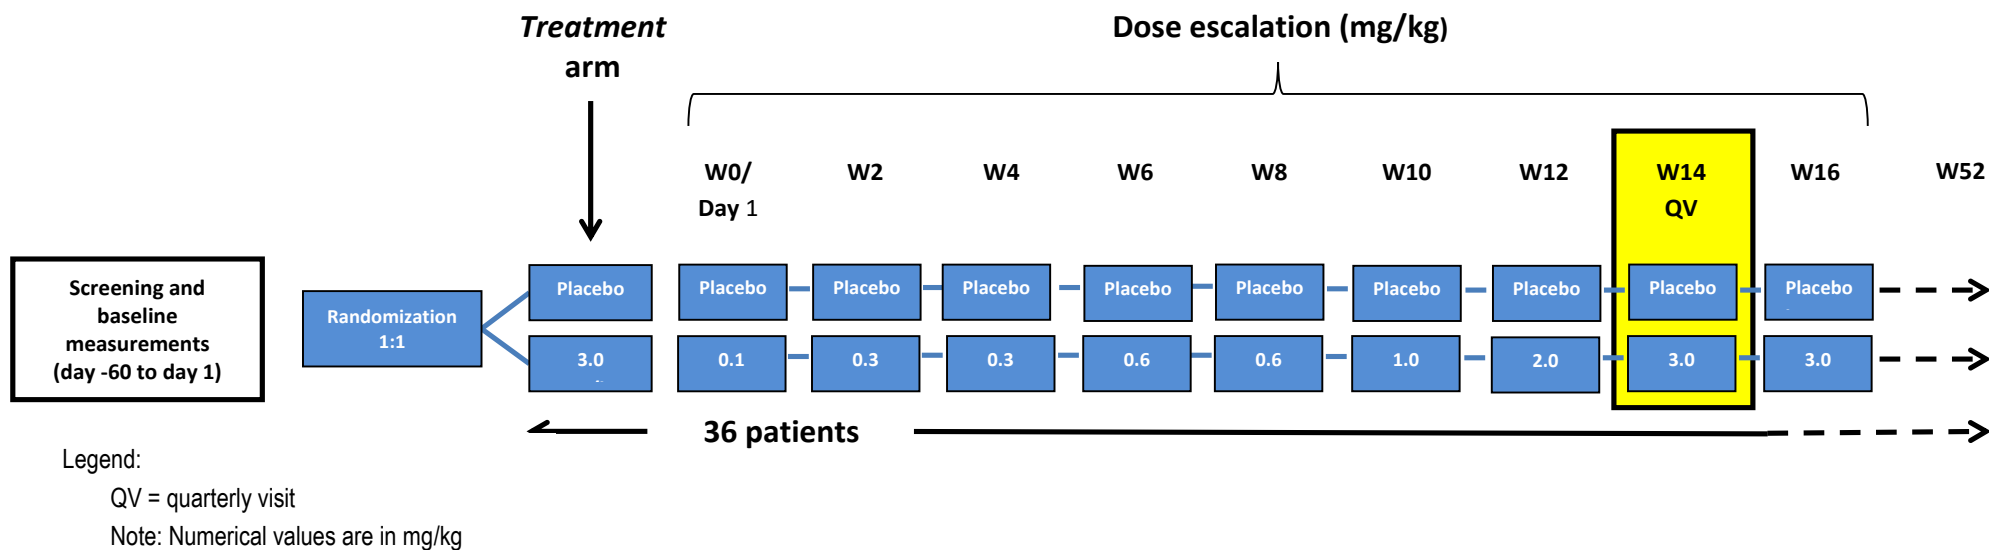 Treatment
arm
Dose escalation (mg/kg)
W0/
Day 1
W2
W4
W6
W8
W10
W12
W14
QV
W16
W52
Screening and
baseline
measurements
(day -60 to day 1)
Randomization
1:1
Placebo
Placebo
Placebo
Placebo
Placebo
Placebo
Placebo
Placebo
Placebo
Placebo
3.0
0.1
0.3
0.3
0.6
0.6
1.0
2.0
3.0
3.0
36 patients
Legend:
QV = quarterly visit
Note: Numerical values are in mg/kg